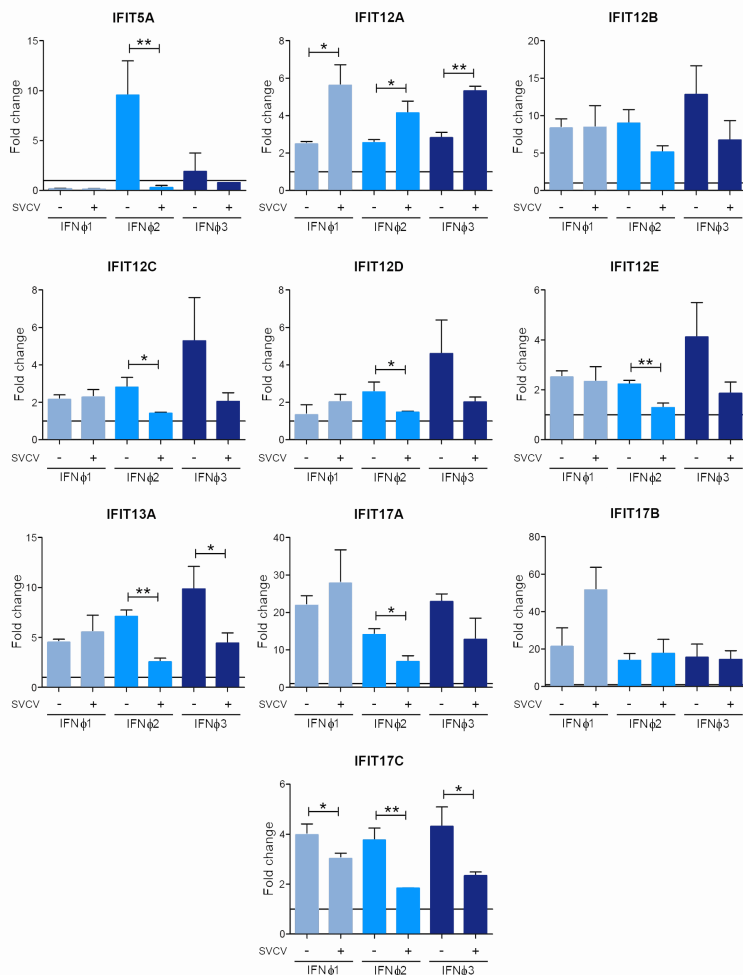 IFIT5A
Fold change
15
10
5
0
**
SVCV - + - + - +
IFNϕ1 IFNϕ2 IFNϕ3
IFIT12A
Fold change
8
6
4
2
0
* * **
SVCV - + - + - +
IFNϕ1 IFNϕ2 IFNϕ3
IFIT12B
Fold change
20
15
10
5
0
SVCV - + - + - +
IFNϕ1 IFNϕ2 IFNϕ3
IFIT12C
Fold change
8
6
4
2
0
*
SVCV - + - + - +
IFNϕ1 IFNϕ2 IFNϕ3
IFIT12D
Fold change
8
6
4
2
0
*
SVCV - + - + - +
IFNϕ1 IFNϕ2 IFNϕ3
IFIT12E
Fold change
6
4
2
0
**
SVCV - + - + - +
IFNϕ1 IFNϕ2 IFNϕ3
IFIT13A
Fold change
15
10
5
0
** *
SVCV - + - + - +
IFNϕ1 IFNϕ2 IFNϕ3
IFIT17A
Fold change
40
30
20
10
0
*
SVCV - + - + - +
IFNϕ1 IFNϕ2 IFNϕ3
IFIT17B
Fold change
80
60
40
20
0
SVCV - + - + - +
IFNϕ1 IFNϕ2 IFNϕ3
IFIT17C
Fold change
6
4
2
0
* ** *
SVCV - + - + - +
IFNϕ1 IFNϕ2 IFNϕ3